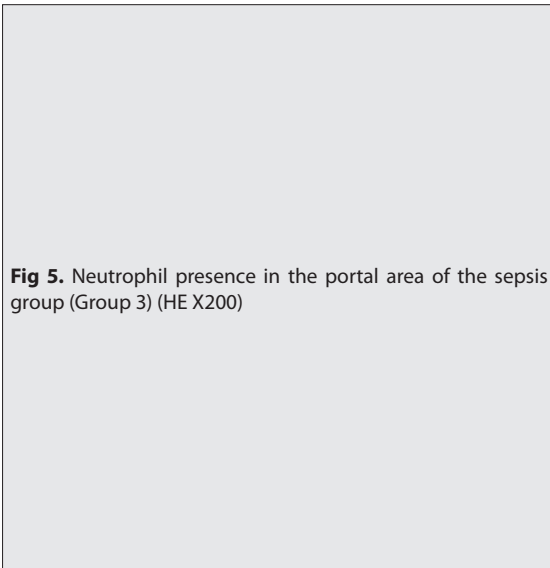 Fig 5. Neutrophil presence in the portal area of the sepsis
group (Group 3) (HE X200)